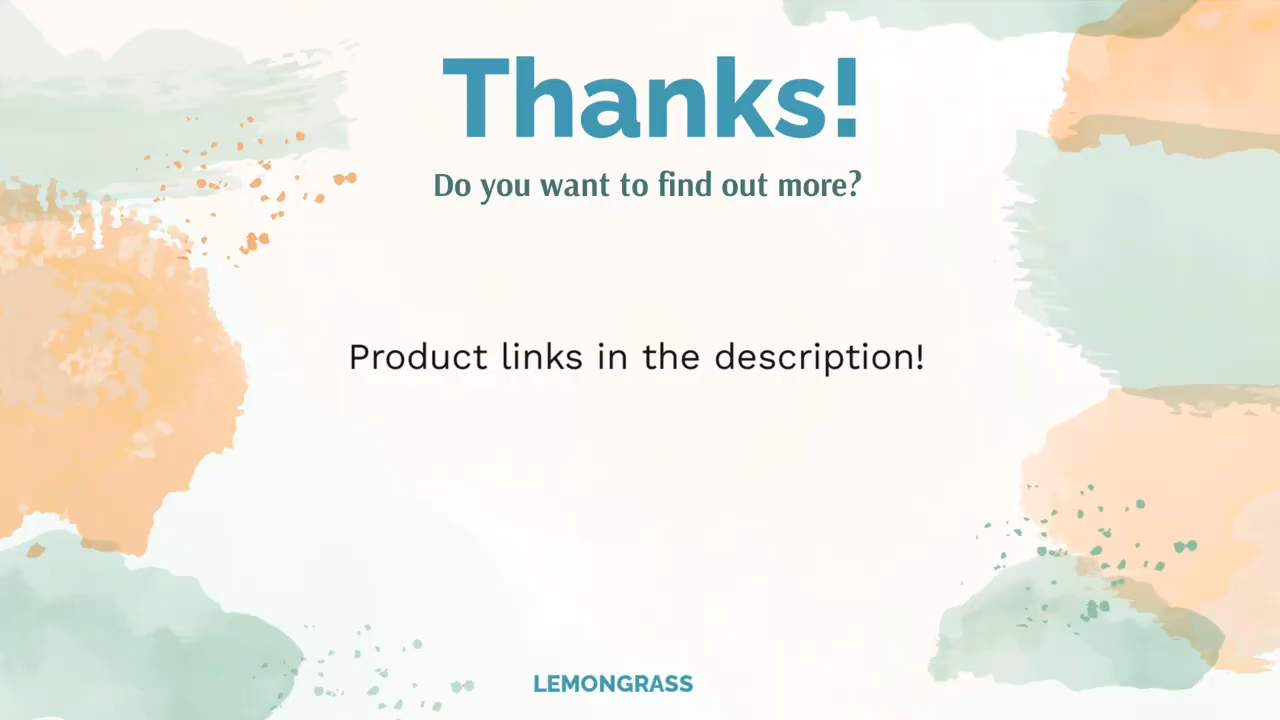 Thanks!
Do you want to find out more?
Product links in the description!
LEMONGRASS